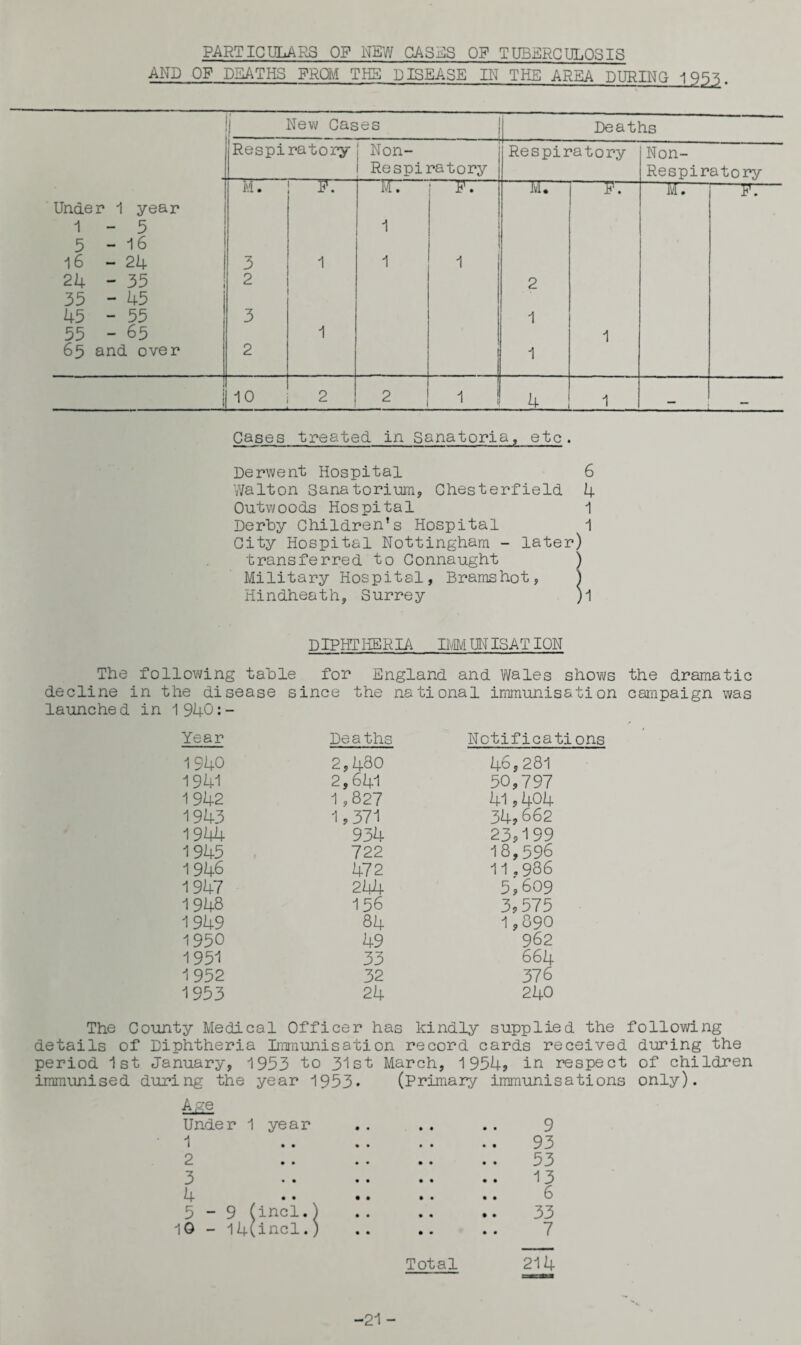 PARTICULARS OF NEW CASES OF TUBERCULOSIS
AND OF DEATHS FROM THE DISEASE IN THE AREA DURING 1953.
New Cases Deaths
Respiratory Non-Respiratory Respiratory Non-Respiratory
M. F. M. F. M. F. M. F.
Under 1 year
1 - 5 1
5 - 16
16 - 24 3 1 1 1
24 - 35 2 2
35 - 45
45 - 55 3 1
55 - 65 1 1
65 and over 2 1
10 2 2 1 4 1 - -
Cases treated in Sanatoria, etc.
Derwent Hospital 6
Walton Sanatorium, Chesterfield 4
Outwoods Hospital 1
Derby Children's Hospital 1
City Hospital Nottingham - later)
transferred to Connaught )
Military Hospital, Bramshot, )
Hindheath, Surrey )1
DIPHTHERIA IMMUNISATION
The following table for England and Wales shows the dramatic
decline in the disease since the national immunisation campaign was
launched in 1940:-
Year Deaths Notifications
1940 2,480 46,281
1941 2,641 50,797
1942 1,827 41,404
1943 1,371 34,662
1944 934 23,199
1945 722 18,596
1946 472 11,986
1947 244 5,609
1948 156 3,575
1949 84 1,890
1950 49 962
1951 33 664
1952 32 376
1953 24 240
The County Medical Officer has kindly supplied the following
details of Diphtheria Immunisation record cards received during the
period 1st January, 1953 to 31st March, 1954, in respect of children
immunised during the year 1953. (Primary immunisations only).
Age
Under 1 year .. .. .. 9
1 .. .. .. .. 93
2 .. .. .. .. 53
3 .. .. .. .. 13
4 .. .. .. .. 6
5 - 9 (incl.) .. .. .. 33
10 - 14(incl.) .. .. .. 7
Total 214
-21-